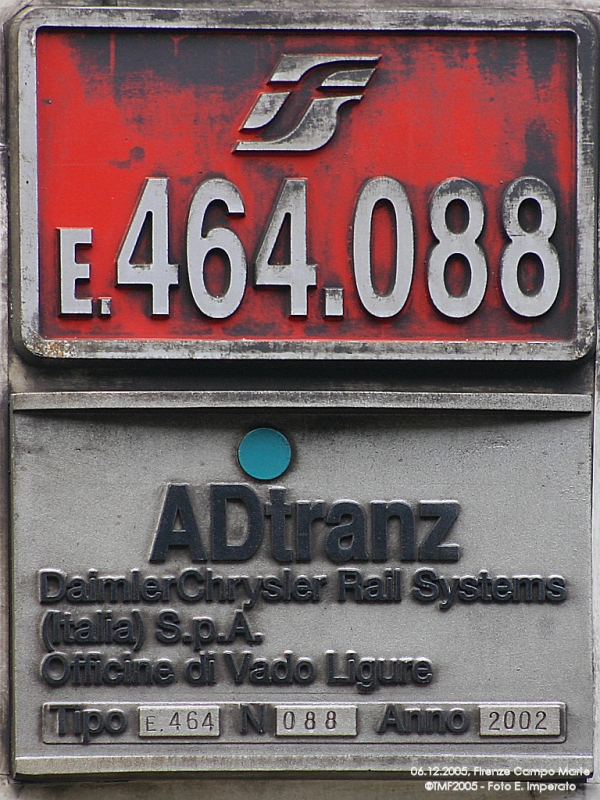 E.464.088
ADtranz
DaimlerChrysler Rail Systems
(Italia) S.p.A.
Officine di Vado Ligure
Tipo E.464 N 088 Anno 2002
06.12.2005, Firenze Campo Marte
©TMF2005 - Foto E. Imperato